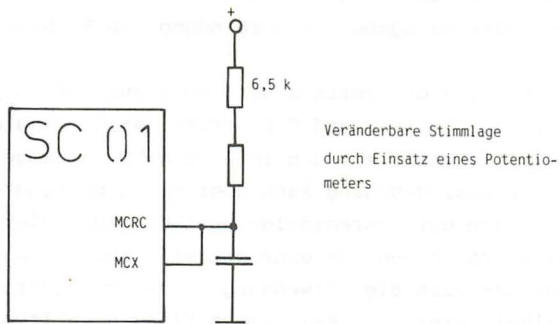 +
6,5 k
SC 01
Veränderbare Stimmlage
durch Einsatz eines Potentio-
meters
MCRC
MCX